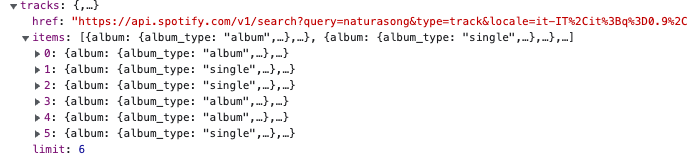 ▼tracks: {,…}
href: "https://api.spotify.com/v1/search?query=naturasong&type=track&locale=it-IT%2Cit%3Bq%3D0.9%2C
▼items: [{album: {album_type: "album",…},…}, {album: {album_type: "single",…},…},…]
▶0: {album: {album_type: "album",…},…}
▶1: {album: {album_type: "single",…},…}
▶2: {album: {album_type: "single",…},…}
▶3: {album: {album_type: "album",…},…}
▶4: {album: {album_type: "album",…},…}
▶5: {album: {album_type: "single",…},…}
limit: 6